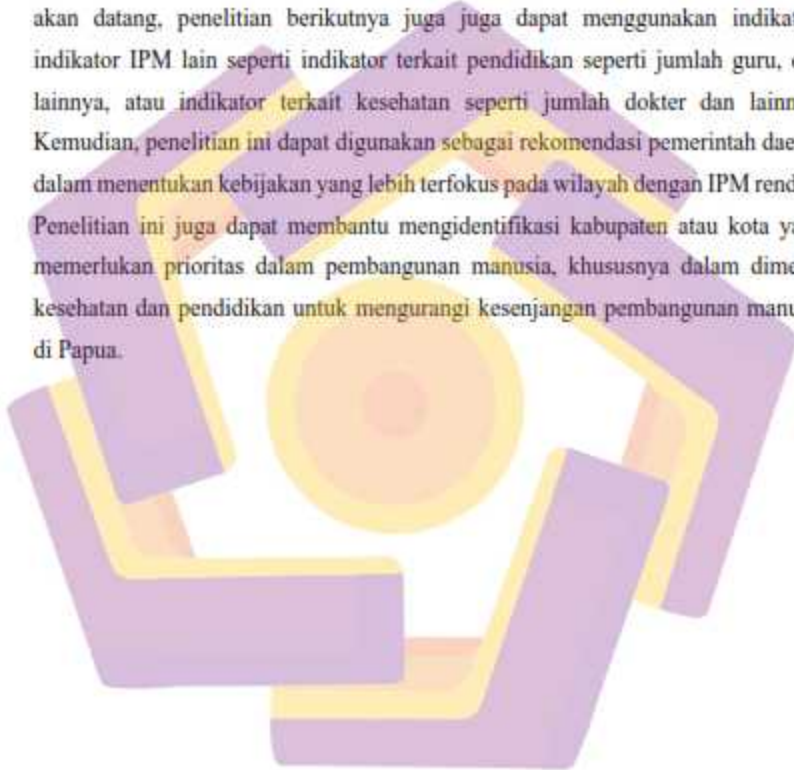 akan datang, penelitian berikutnya juga juga dapat menggunakan indikat
indikator IPM lain seperti indikator terkait pendidikan seperti jumlah guru,
lainnya, atau indikator terkait kesehatan seperti jumlah dokter dan lainn
Kemudian, penelitian ini dapat digunakan sebagai rekomendasi pemerintah dae
dalam menentukan kebijakan yang lebih terfokus pada wilayah dengan IPM rend
Penelitian ini juga dapat membantu mengidentifikasi kabupaten atau kota ya
memerlukan prioritas dalam pembangunan manusia, khususnya dalam dime
kesehatan dan pendidikan untuk mengurangi kesenjangan pembangunan manu
di Papua.